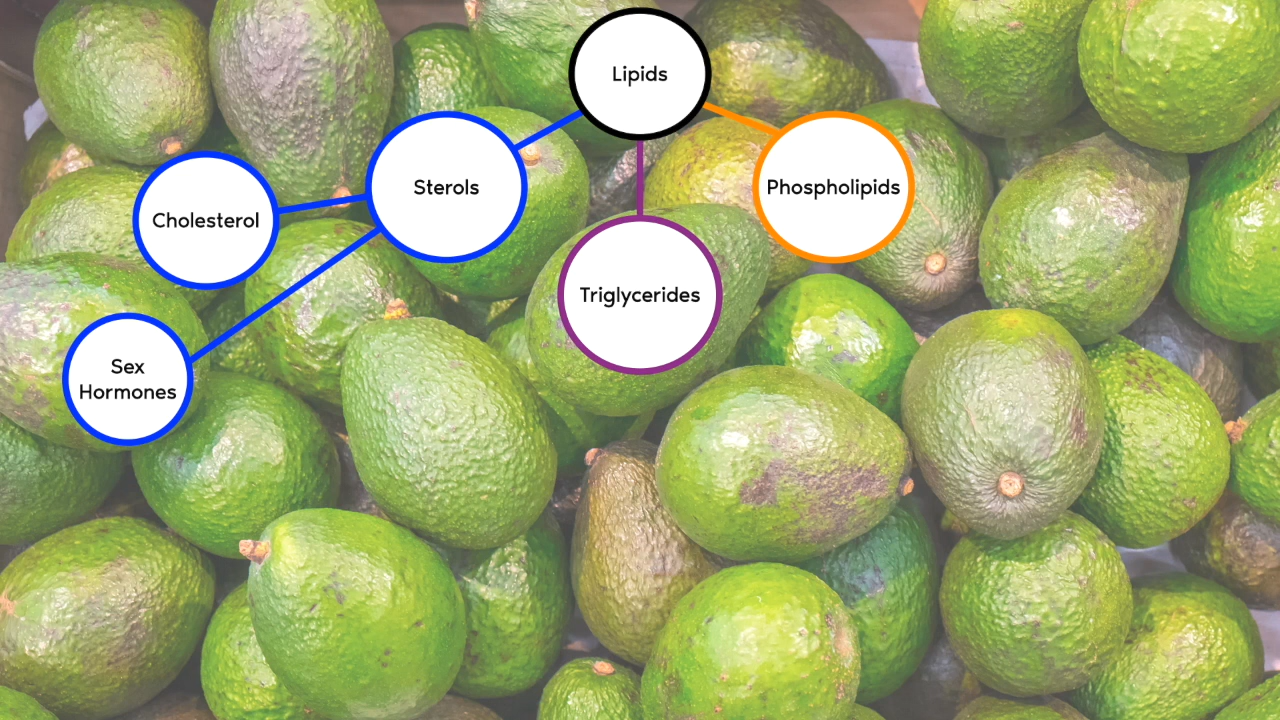 Lipids
Sterols
Phospholipids
Cholesterol
Triglycerides
Sex
Hormones